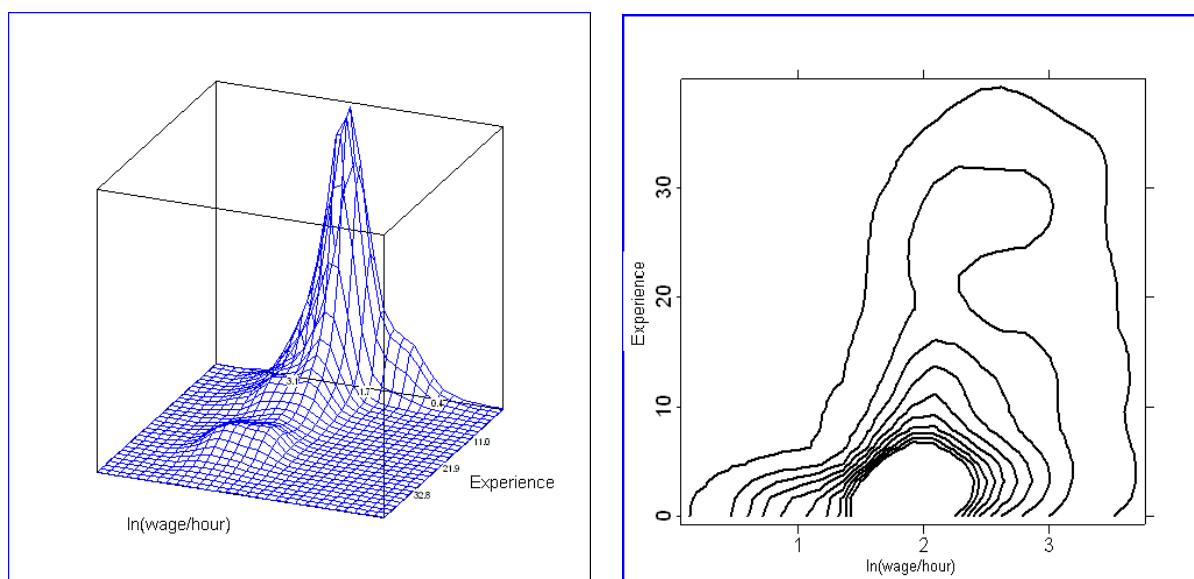 3.1
1.7
0.4
11.0
21.9
32.8
Experience
ln(wage/hour)
30
20
10
0
Experience
1 2 3
ln(wage/hour)